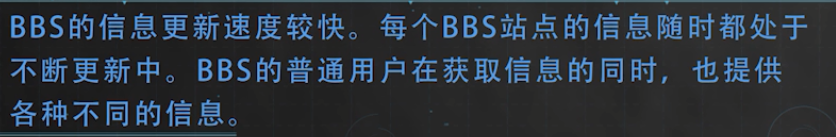 BBS的信息更新速度较快。每个BBS站点的信息随时都处于
不断更新中。BBS的普通用户在获取信息的同时，也提供
各种不同的信息。